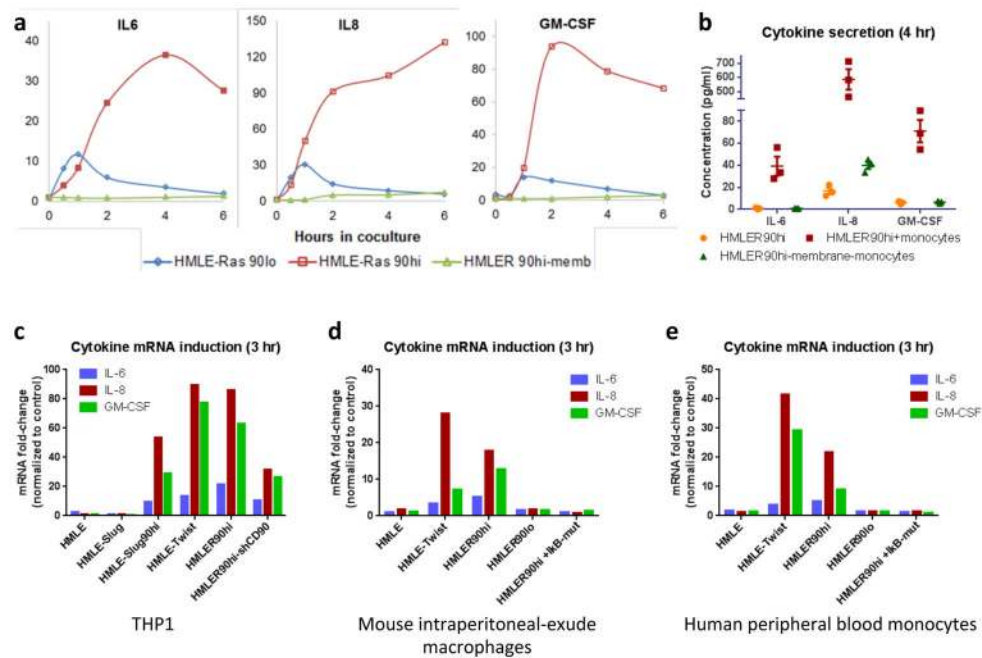 a
IL6
40
30
20
10
0
0
2
4
6
IL8
150
120
90
60
30
0
0
2
4
6
GM-CSF
100
80
60
40
20
0
0
2
4
6
Hours in coculture
HMLE-Ras 90lo
HMLE-Ras 90hi
HMLER 90hi-memb
b
Cytokine secretion (4 hr)
Concentration (pg/ml)
700
600
500
80
60
40
20
0
IL-6
IL-8
GM-CSF
HMLER90hi
HMLER90hi+monocytes
HMLER90hi-membrane-monocytes
c
Cytokine mRNA induction (3 hr)
mRNA fold-change
(normalized to control)
100
80
60
40
20
0
IL-6
IL-8
GM-CSF
HMLE
HMLE-Slug
HMLE-Slug90hi
HMLE-Twist
HMLER90hi
HMLER90hi-shCD90
THP1
d
Cytokine mRNA induction (3 hr)
mRNA fold-change
(normalized to control)
40
30
20
10
0
IL-6
IL-8
GM-CSF
HMLE
HMLE-Twist
HMLER90hi
HMLER90lo
HMLER90hi +IkB-mut
Mouse intraperitoneal-exude
macrophages
e
Cytokine mRNA induction (3 hr)
mRNA fold-change
(normalized to control)
50
40
30
20
10
0
IL-6
IL-8
GM-CSF
HMLE
HMLE-Twist
HMLER90hi
HMLER90lo
HMLER90hi +IkB-mut
Human peripheral blood monocytes